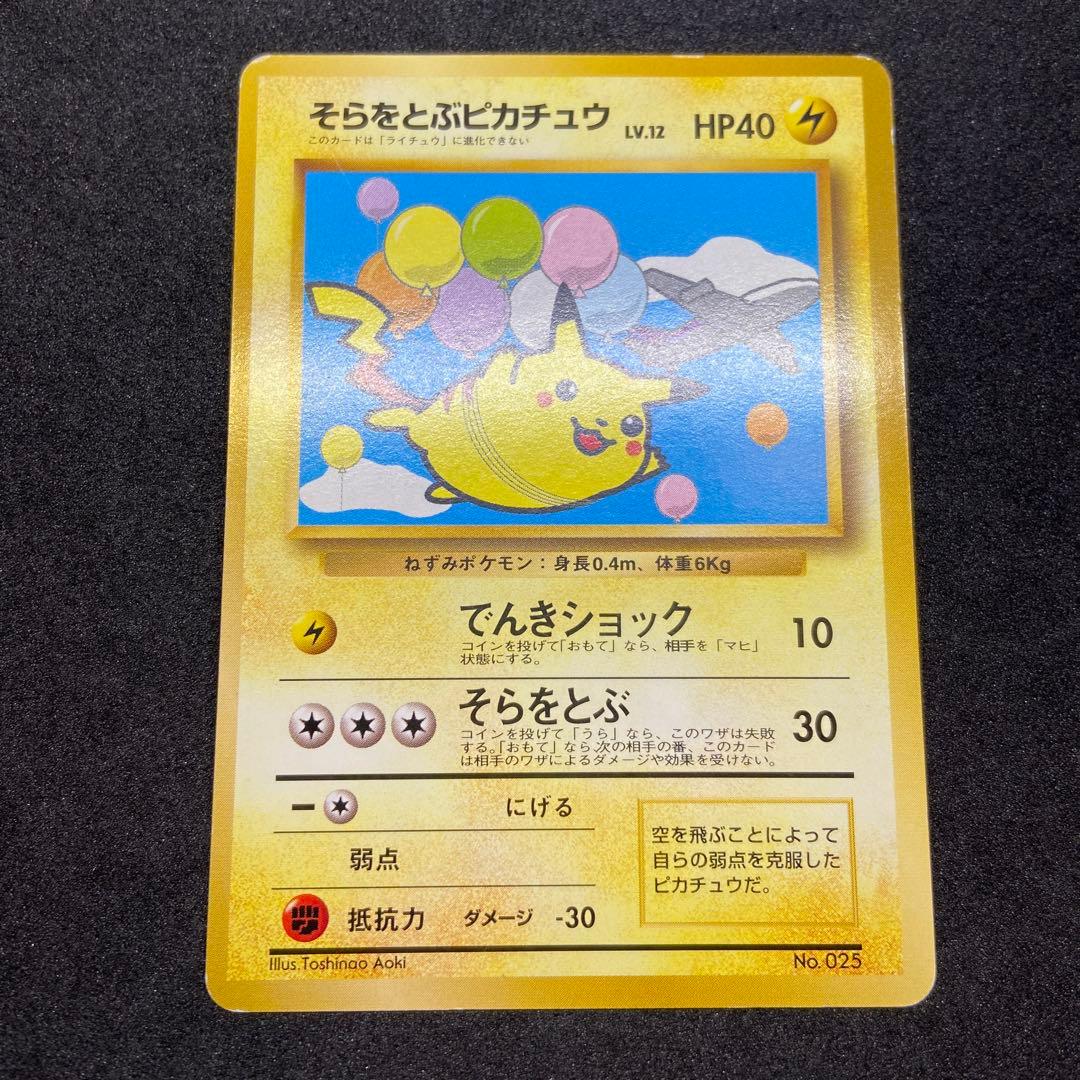 そらをとぶピカチュウ LV.12 HP40
このカードは「ライチュウ」に進化できない
ねずみポケモン：身長0.4m、体重6Kg
でんきショック 10
コインを投げて「おもて」なら、相手を「マヒ」
状態にする。
そらをとぶ 30
コインを投げて「うら」なら、このワザは失敗
する。「おもて」なら次の相手の番、このカード
は相手のワザによるダメージや効果を受けない。
にげる
弱点
抵抗力 ダメージ -30
空を飛ぶことによって
自らの弱点を克服した
ピカチュウだ。
Illus.Toshinao Aoki No. 025